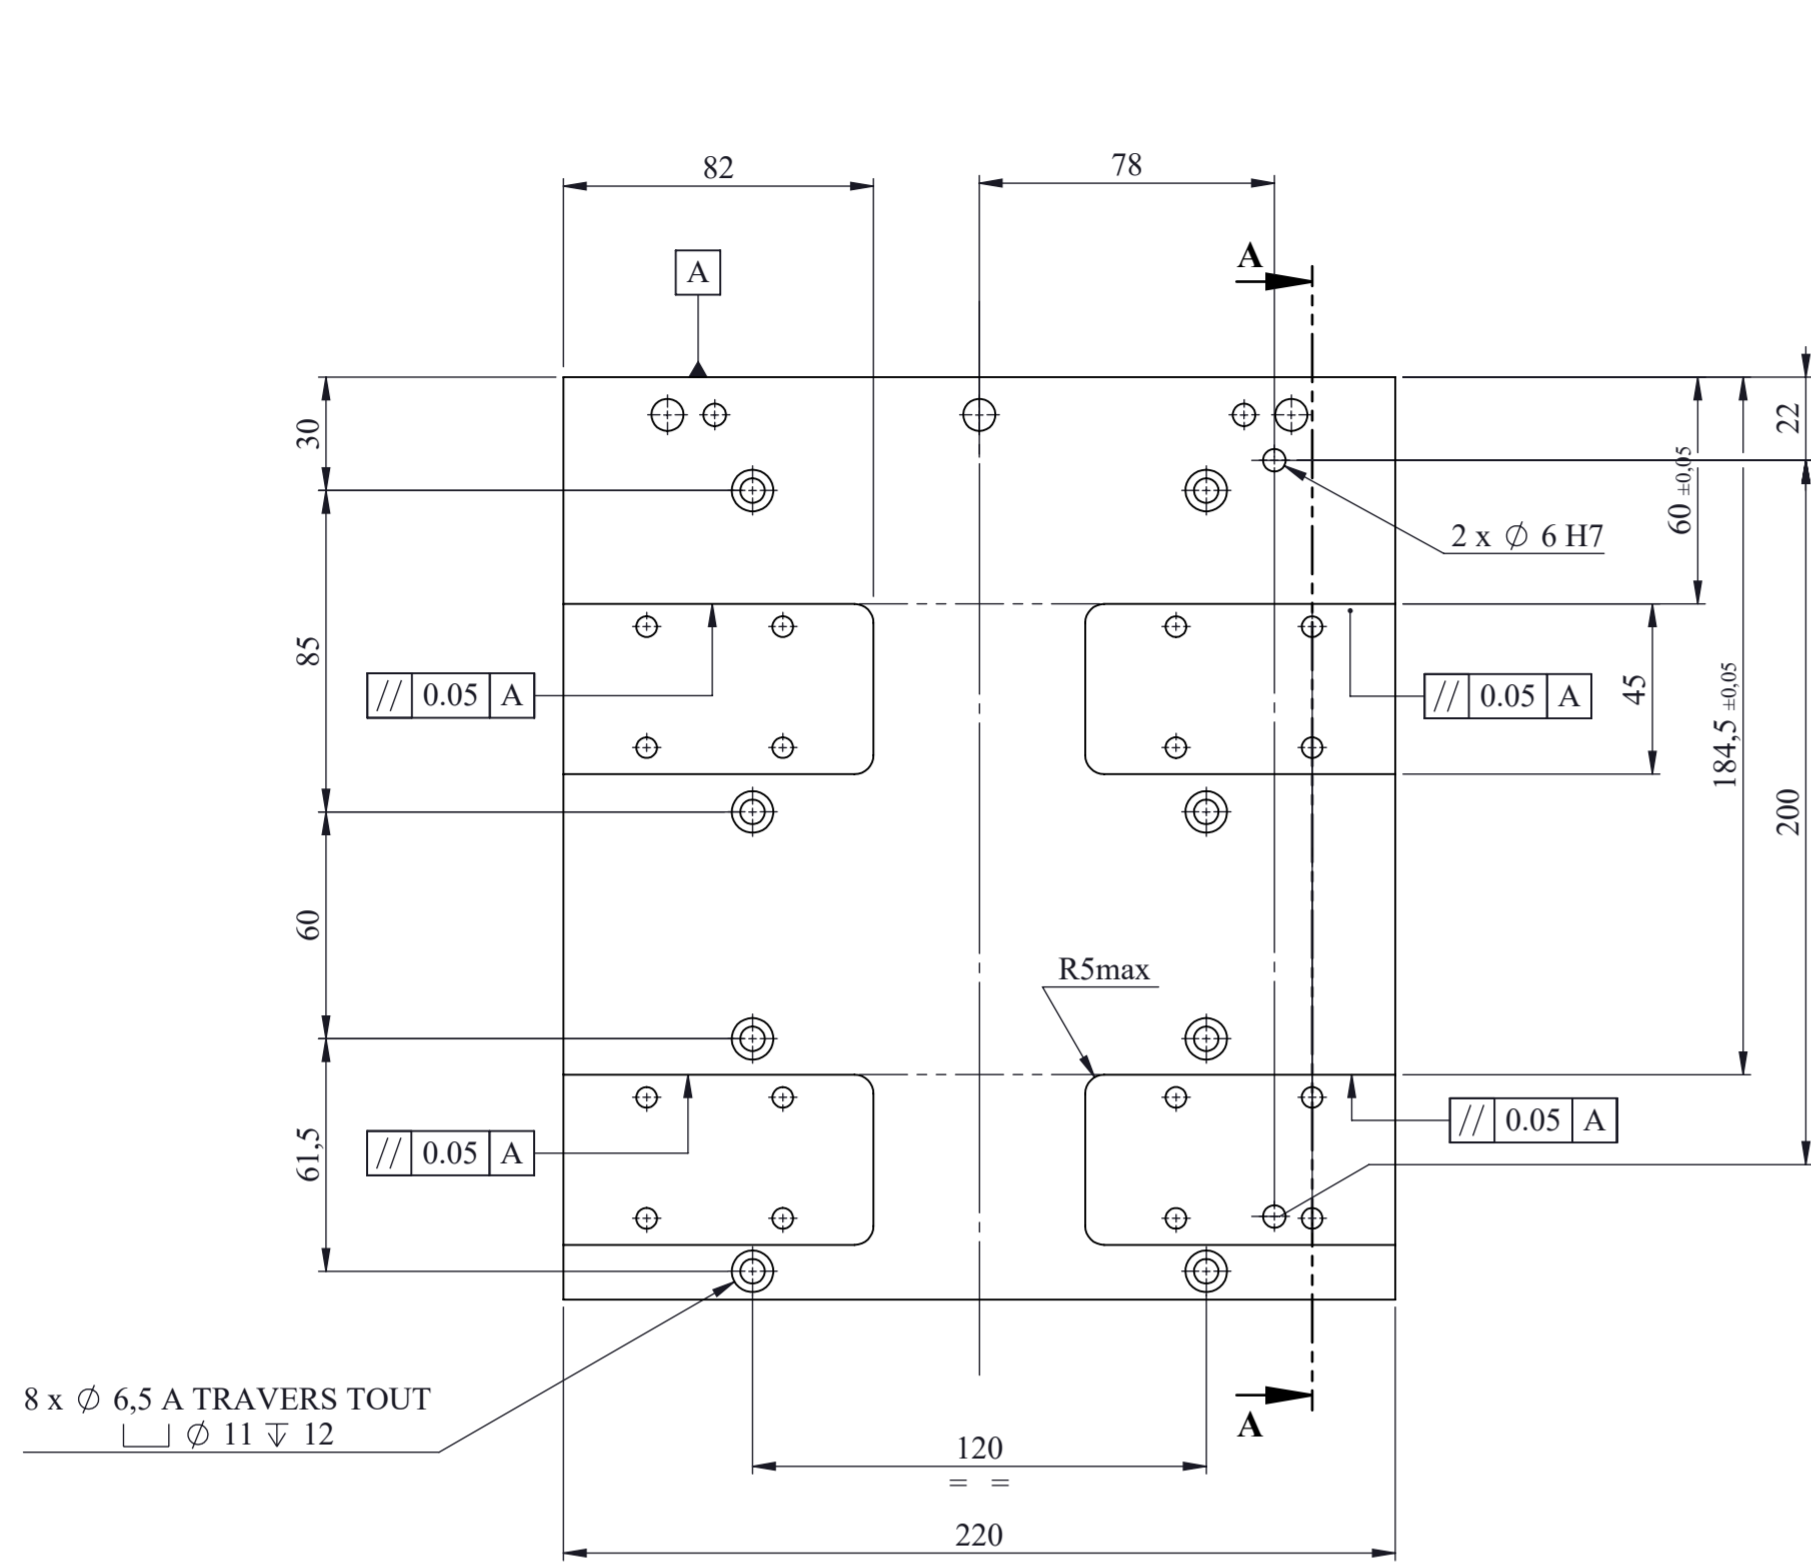 82
78
A
A
30
22
60 ±0,05
2 x ∅ 6 H7
85
// 0.05 A
// 0.05 A
45
184,5 ±0,05
200
60
R5max
61,5
// 0.05 A
// 0.05 A
8 x ∅ 6,5 A TRAVERS TOUT
⌴ ∅ 11 ↧ 12
A
120
= =
220